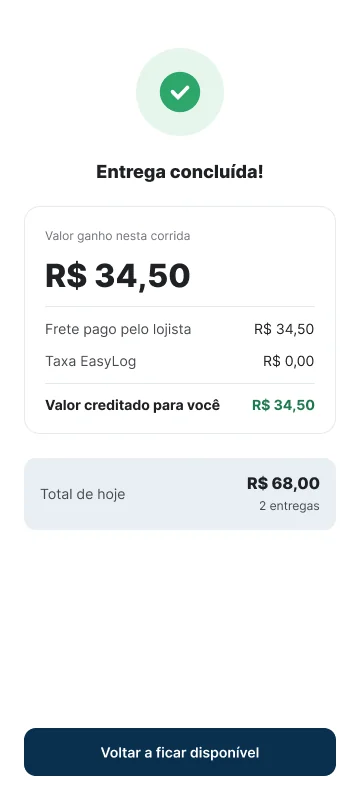 Entrega concluída!
Valor ganho nesta corrida
R$ 34,50
Frete pago pelo lojista R$ 34,50
Taxa EasyLog R$ 0,00
Valor creditado para você R$ 34,50
Total de hoje R$ 68,00
2 entregas
Voltar a ficar disponível